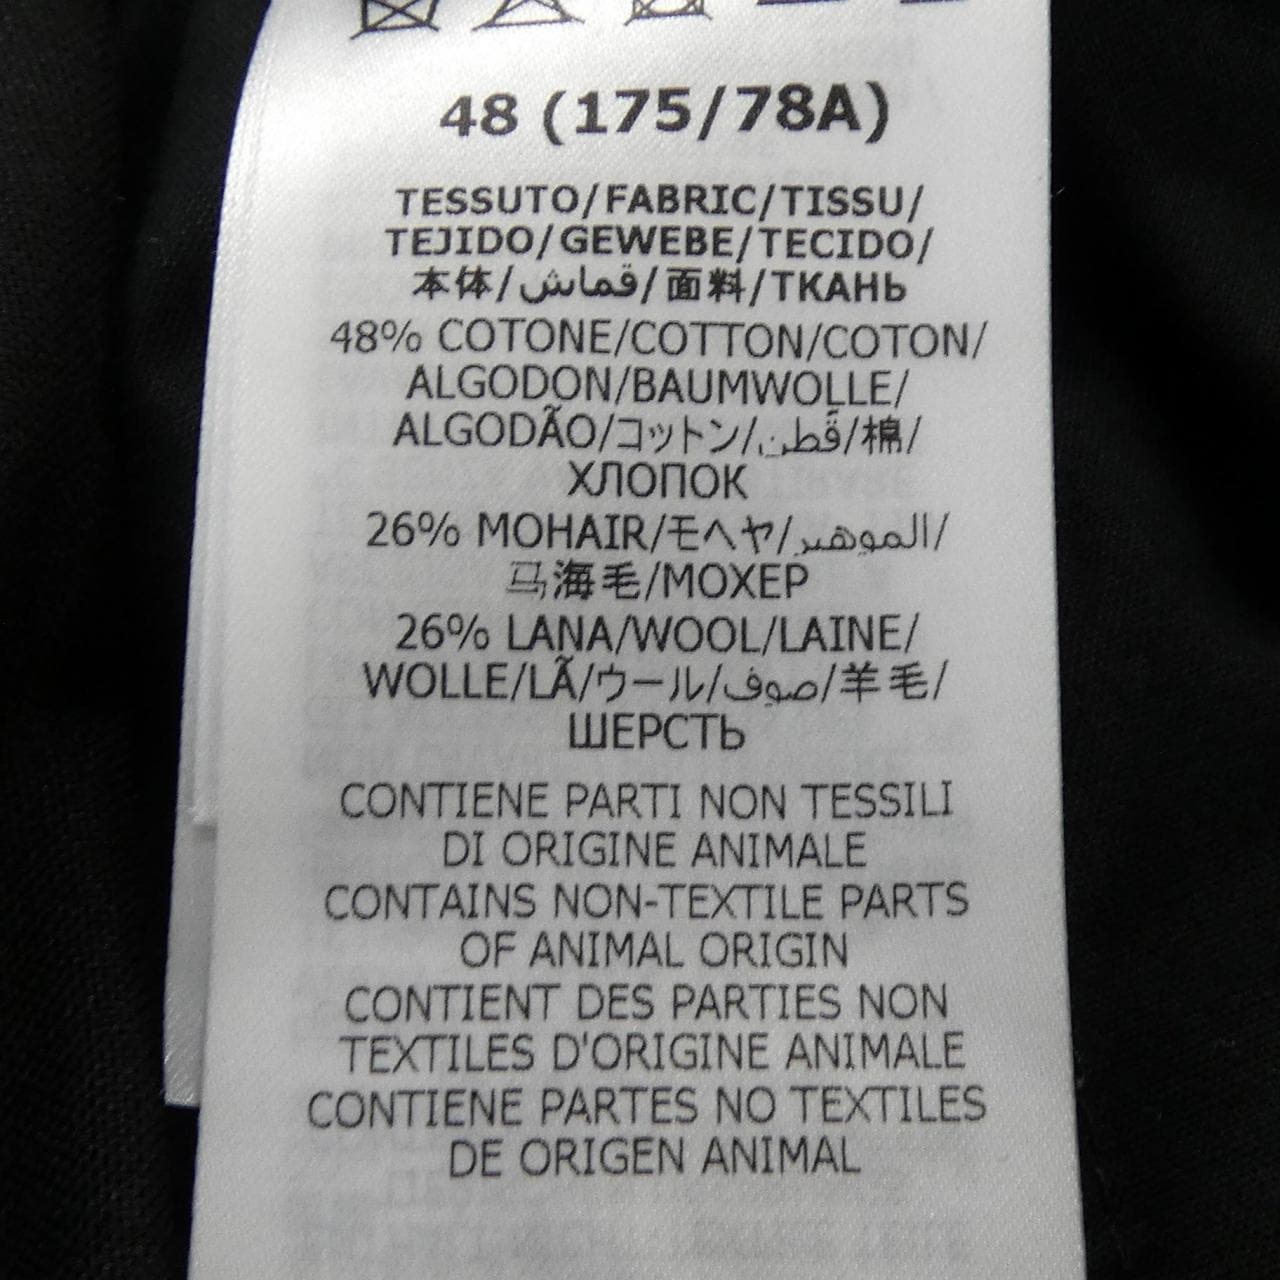 48 (175/78A)
TESSUTO/FABRIC/TISSU/
TEJIDO/GEWEBE/TECIDO/
本体/قماش/面料/ТКАНЬ
48% COTONE/COTTON/COTON/
ALGODON/BAUMWOLLE/
ALGODÃO/コットン/قطن/棉/
ХЛОПОК
26% MOHAIR/モヘヤ/الموهير/
马海毛/МОХЕР
26% LANA/WOOL/LAINE/
WOLLE/LÃ/ウール/صوف/羊毛/
ШЕРСТЬ
CONTIENE PARTI NON TESSILI
DI ORIGINE ANIMALE
CONTAINS NON-TEXTILE PARTS
OF ANIMAL ORIGIN
CONTIENT DES PARTIES NON
TEXTILES D'ORIGINE ANIMALE
CONTIENE PARTES NO TEXTILES
DE ORIGEN ANIMAL